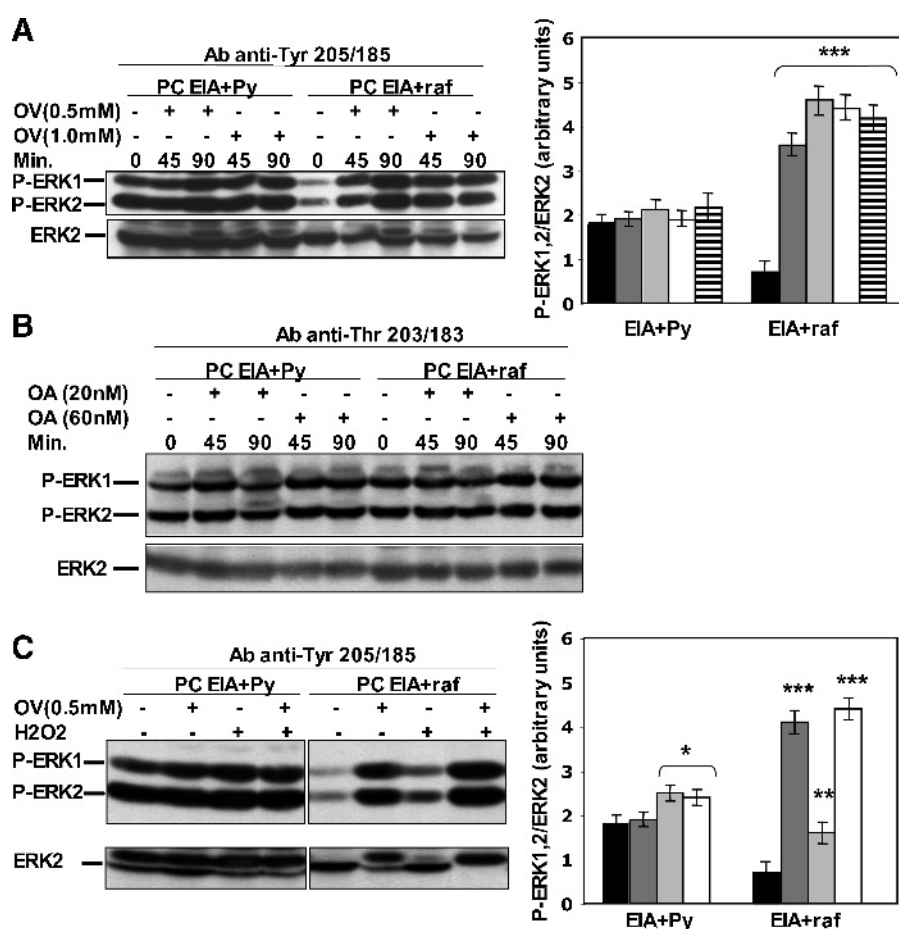 A
Ab anti-Tyr 205/185
PC EIA+Py PC EIA+raf
OV(0.5mM) - + + - - - + + - -
OV(1.0mM) - - - + + - - - + +
Min. 0 45 90 45 90 0 45 90 45 90
P-ERK1
P-ERK2
ERK2
P-ERK1,2/ERK2 (arbitrary units)
6
5
4
3
2
1
0
***
EIA+Py EIA+raf
B
Ab anti-Thr 203/183
PC EIA+Py PC EIA+raf
OA (20nM) - + + - - - + + - -
OA (60nM) - - - + + - - - + +
Min. 0 45 90 45 90 0 45 90 45 90
P-ERK1
P-ERK2
ERK2
C
Ab anti-Tyr 205/185
PC EIA+Py PC EIA+raf
OV(0.5mM) - + - + - + - +
H2O2 - - + + - - + +
P-ERK1
P-ERK2
ERK2
P-ERK1,2/ERK2 (arbitrary units)
6
5
4
3
2
1
0
* *** ** ***
EIA+Py EIA+raf